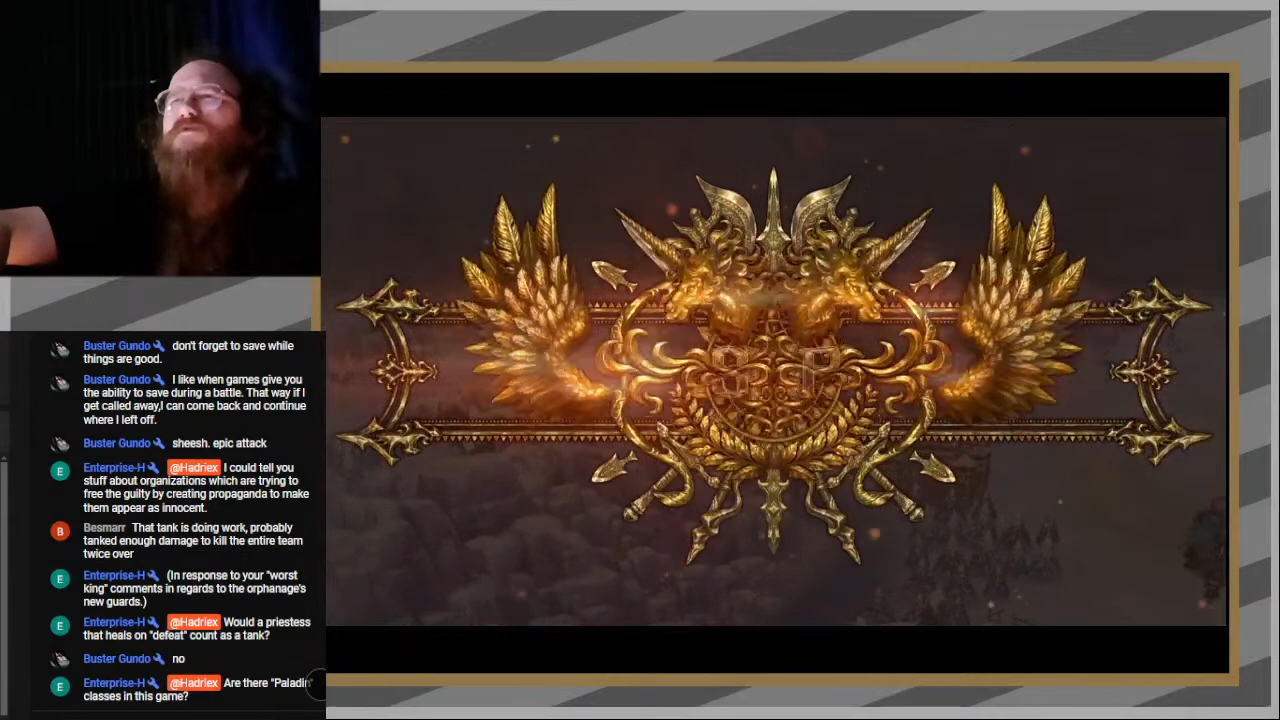 Buster Gundo don't forget to save while
things are good.
Buster Gundo I like when games give you
the ability to save during a battle. That way if I
get called away,I can come back and continue
where I left off.
Buster Gundo sheesh. epic attack
E Enterprise-H @Hadriex I could tell you
stuff about organizations which are trying to
free the guilty by creating propaganda to make
them appear as innocent.
B Besmarr That tank is doing work, probably
tanked enough damage to kill the entire team
twice over
E Enterprise-H (In response to your "worst
king" comments in regards to the orphanage's
new guards.)
E Enterprise-H @Hadriex Would a priestess
that heals on "defeat" count as a tank?
Buster Gundo no
E Enterprise-H @Hadriex Are there "Paladin"
classes in this game?